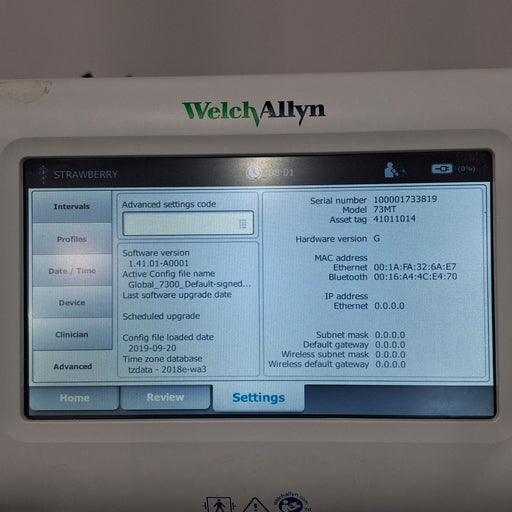 WelchAllyn
STRAWBERRY
08:01
(0%)
Intervals
Profiles
Date / Time
Device
Clinician
Advanced
Advanced settings code
Software version
1.41.01-A0001
Active Config file name
Global_7300_Default-signed...
Last software upgrade date
Scheduled upgrade
Config file loaded date
2019-09-20
Time zone database
tzdata - 2018e-wa3
Serial number 100001733819
Model 73MT
Asset tag 41011014
Hardware version G
MAC address
Ethernet 00:1A:FA:32:6A:E7
Bluetooth 00:16:A4:4C:E4:70
IP address
Ethernet 0.0.0.0
Subnet mask 0.0.0.0
Default gateway 0.0.0.0
Wireless subnet mask 0.0.0.0
Wireless default gateway 0.0.0.0
Home
Review
Settings